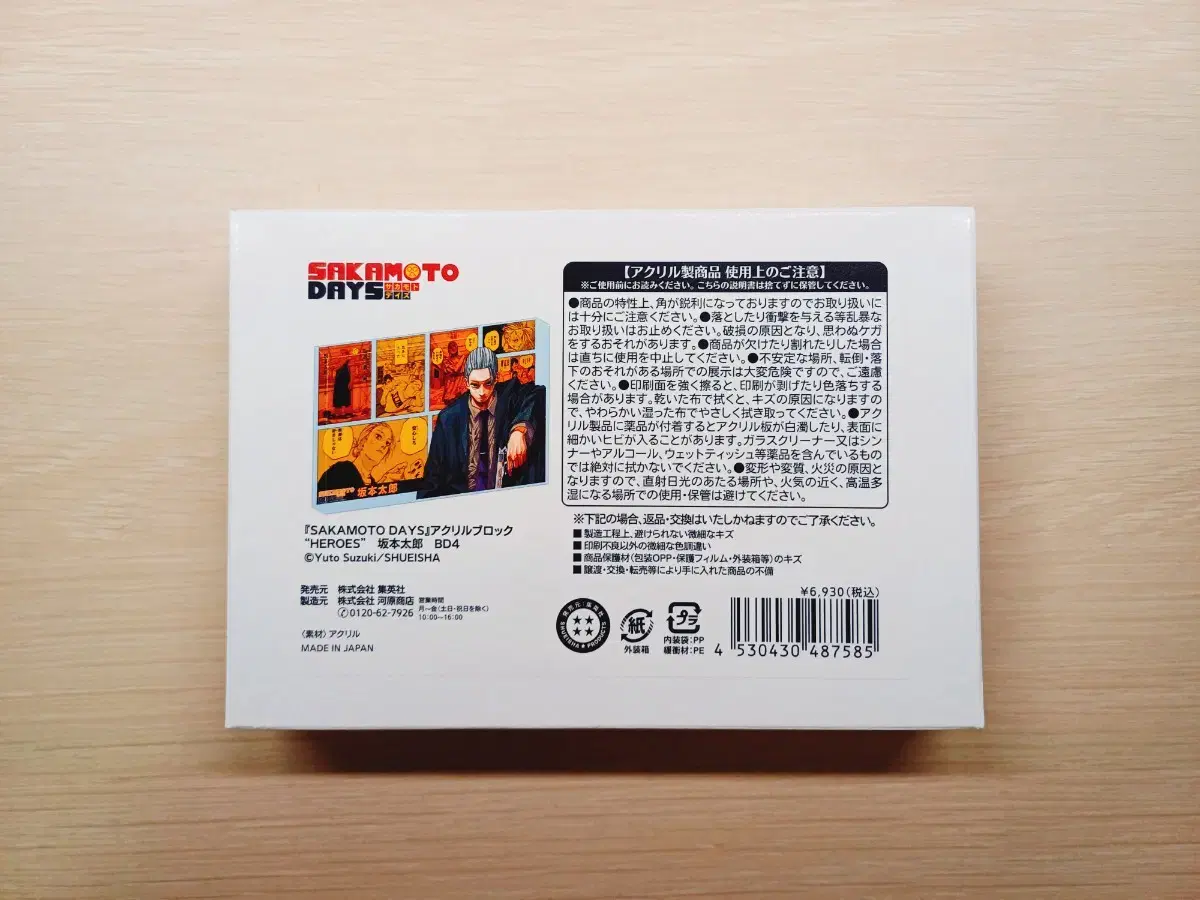 SAKAMOTO
DAYS サカモト
デイズ
坂本太郎
『SAKAMOTO DAYS』アクリルブロック
“HEROES” 坂本太郎 BD4
©Yuto Suzuki/SHUEISHA
発売元 株式会社 集英社
製造元 株式会社 河原商店
0120-62-7926 営業時間
月〜金(土日・祝日を除く)
10:00〜16:00
〈素材〉アクリル
MADE IN JAPAN
【アクリル製商品 使用上のご注意】
※ご使用前にお読みください。こちらの説明書は捨てずに保管してください。
●商品の特性上、角が鋭利になっておりますのでお取り扱いに
は十分にご注意ください。●落としたり衝撃を与える等乱暴な
お取り扱いはお止めください。破損の原因となり、思わぬケガ
をするおそれがあります。●商品が欠けたり割れたりした場合
は直ちに使用を中止してください。●不安定な場所、転倒・落
下のおそれがある場所での展示は大変危険ですので、ご遠慮
ください。●印刷面を強く擦ると、印刷が剥げたり色落ちする
場合があります。乾いた布で拭くと、キズの原因になりますの
で、やわらかい湿った布でやさしく拭き取ってください。●アク
リル製品に薬品が付着するとアクリル板が白濁したり、表面に
細かいヒビが入ることがあります。ガラスクリーナー又はシン
ナーやアルコール、ウェットティッシュ等薬品を含んでいるもの
では絶対に拭かないでください。●変形や変質、火災の原因と
なりますので、直射日光のあたる場所や、火気の近く、高温多
湿になる場所での使用・保管は避けてください。
※下記の場合、返品・交換はいたしかねますのでご了承ください。
■製造工程上、避けられない微細なキズ
■印刷不良以外の微細な色調違い
■商品保護材(包装OPP・保護フィルム・外装箱等)のキズ
■譲渡・交換・転売等により手に入れた商品の不備
発売元/集英社
SHUEISHA★PRODUCTS
紙
外装箱
プラ
内装袋:PP
緩衝材:PE
¥6,930(税込)
4 530430 487585